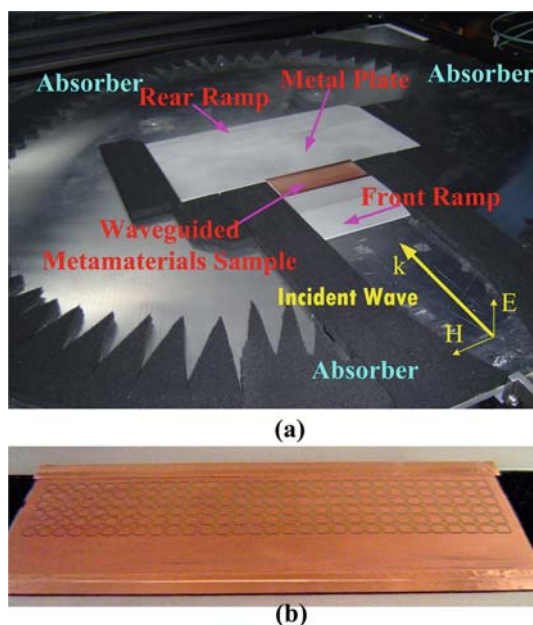 Absorber
Metal Plate
Absorber
Rear Ramp
Front Ramp
Waveguided
Metamaterials Sample
k
Incident Wave
E
H
Absorber
(a)
(b)